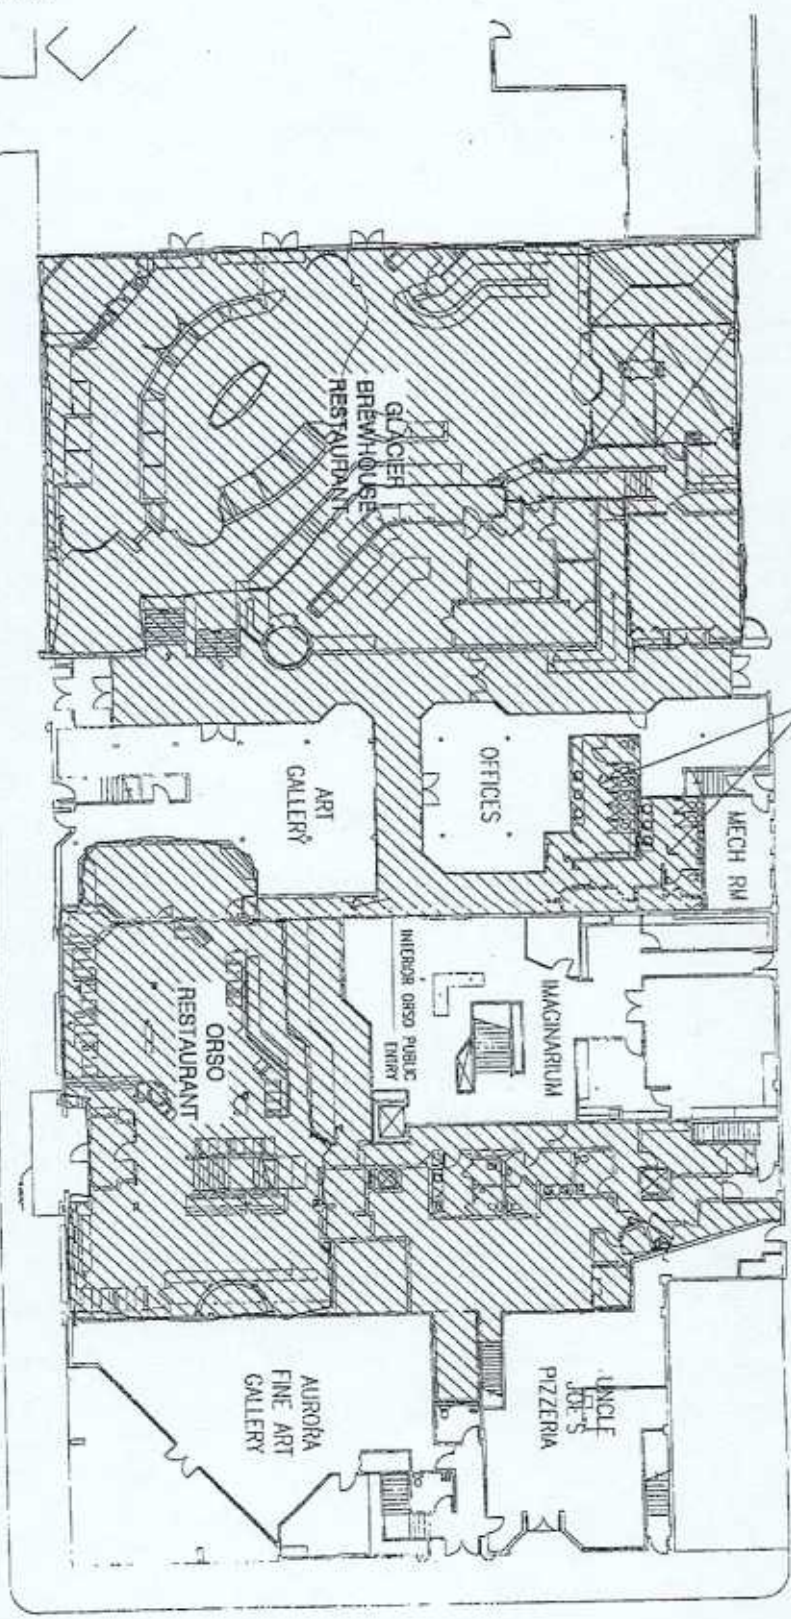 GLACIER
BREWHOUSE
RESTAURANT
ART
GALLERY
OFFICES
MECH RM
ORSO
RESTAURANT
INTERIOR ORSO PUBLIC
ENTRY
IMAGINARIUM
AURORA
FINE ART
GALLERY
UNCLE
JOE'S
PIZZERIA